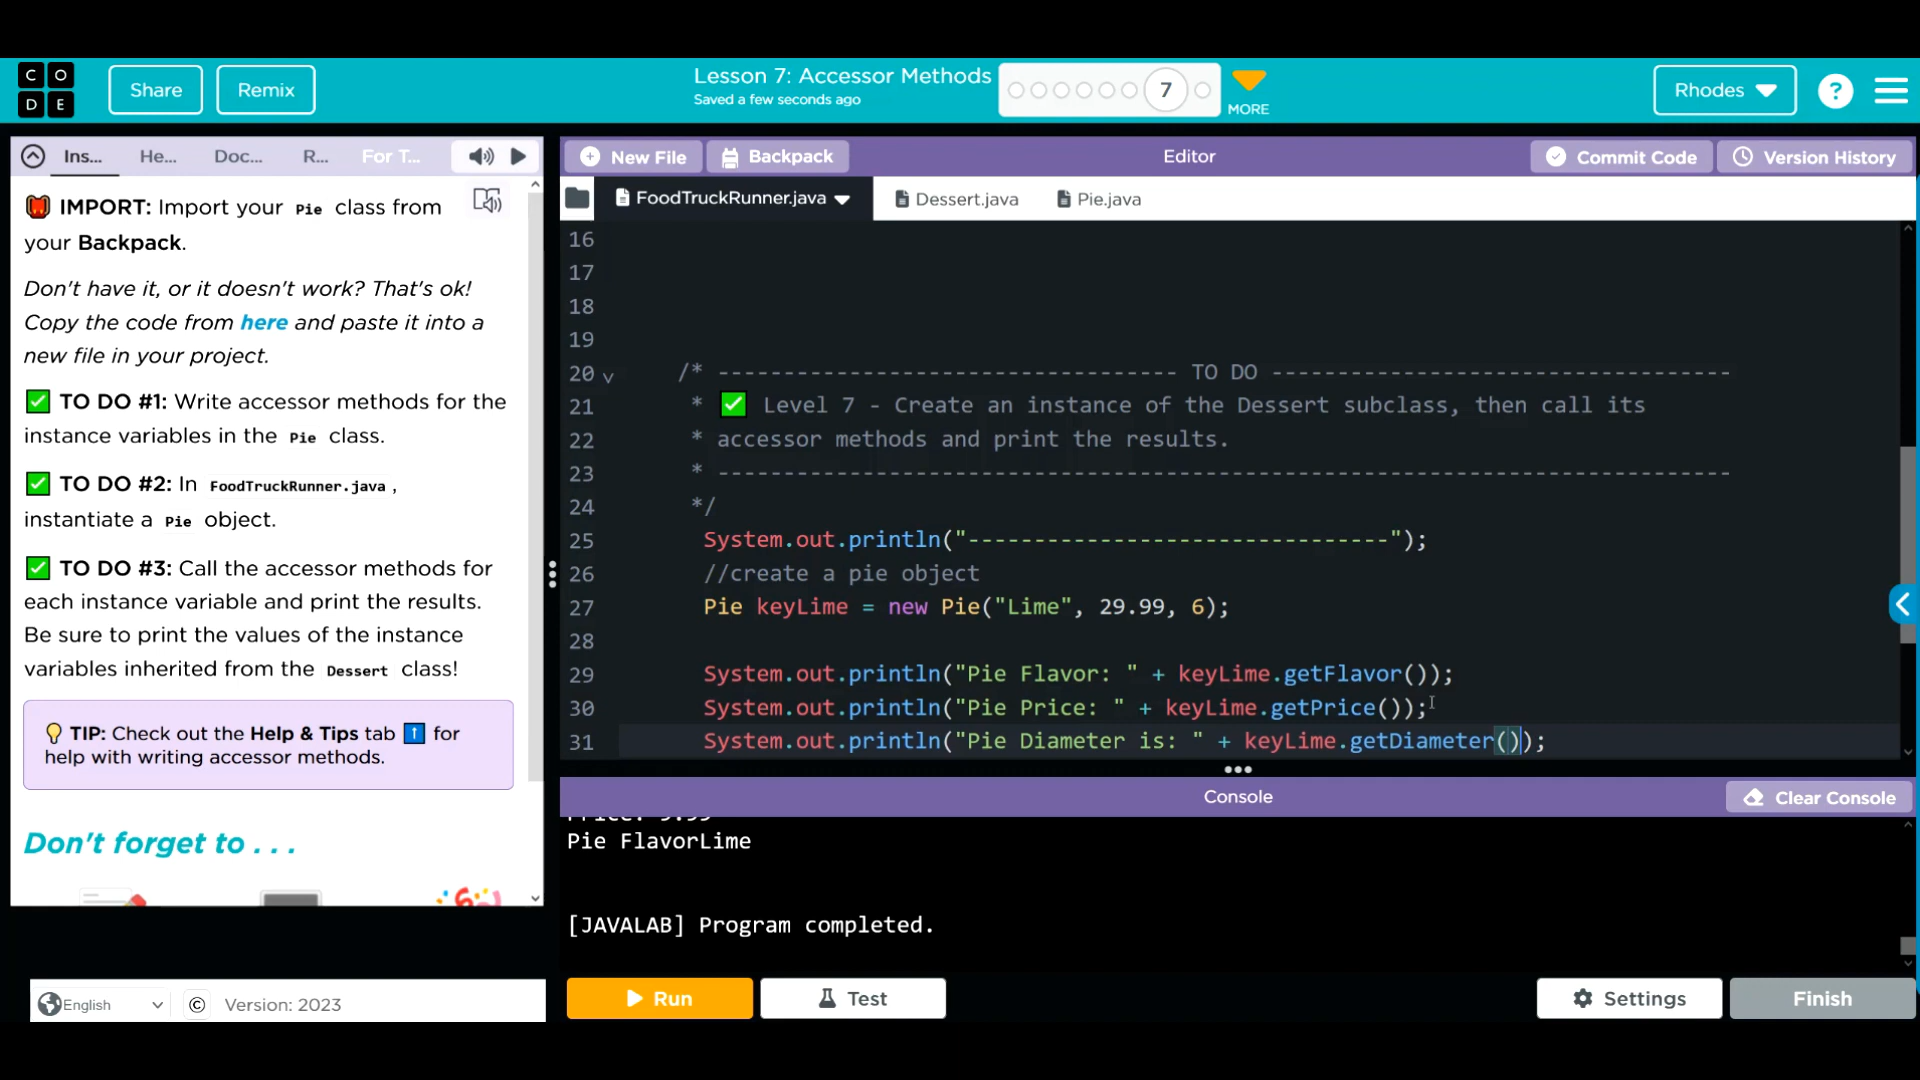 CODE
Share
Remix
Lesson 7: Accessor Methods
Saved a few seconds ago
7
MORE
Rhodes
?
Ins...
He...
Doc...
R...
For T...
New File
Backpack
Editor
Commit Code
Version History
FoodTruckRunner.java
Dessert.java
Pie.java
IMPORT: Import your Pie class from
your Backpack.
Don't have it, or it doesn't work? That's ok!
Copy the code from here and paste it into a
new file in your project.
TO DO #1: Write accessor methods for the
instance variables in the Pie class.
TO DO #2: In FoodTruckRunner.java,
instantiate a Pie object.
TO DO #3: Call the accessor methods for
each instance variable and print the results.
Be sure to print the values of the instance
variables inherited from the Dessert class!
TIP: Check out the Help & Tips tab for
help with writing accessor methods.
Don't forget to . . .
16
17
18
19
20 /* ----------------------------------- TO DO -----------------------------------
21 * ✅ Level 7 - Create an instance of the Dessert subclass, then call its
22 * accessor methods and print the results.
23 * -----------------------------------------------------------------------------
24 */
25 System.out.println("--------------------------------");
26 //create a pie object
27 Pie keyLime = new Pie("Lime", 29.99, 6);
28
29 System.out.println("Pie Flavor: " + keyLime.getFlavor());
30 System.out.println("Pie Price: " + keyLime.getPrice());
31 System.out.println("Pie Diameter is: " + keyLime.getDiameter());
Console
Clear Console
Price: 9.99
Pie FlavorLime
[JAVALAB] Program completed.
English
© Version: 2023
Run
Test
Settings
Finish